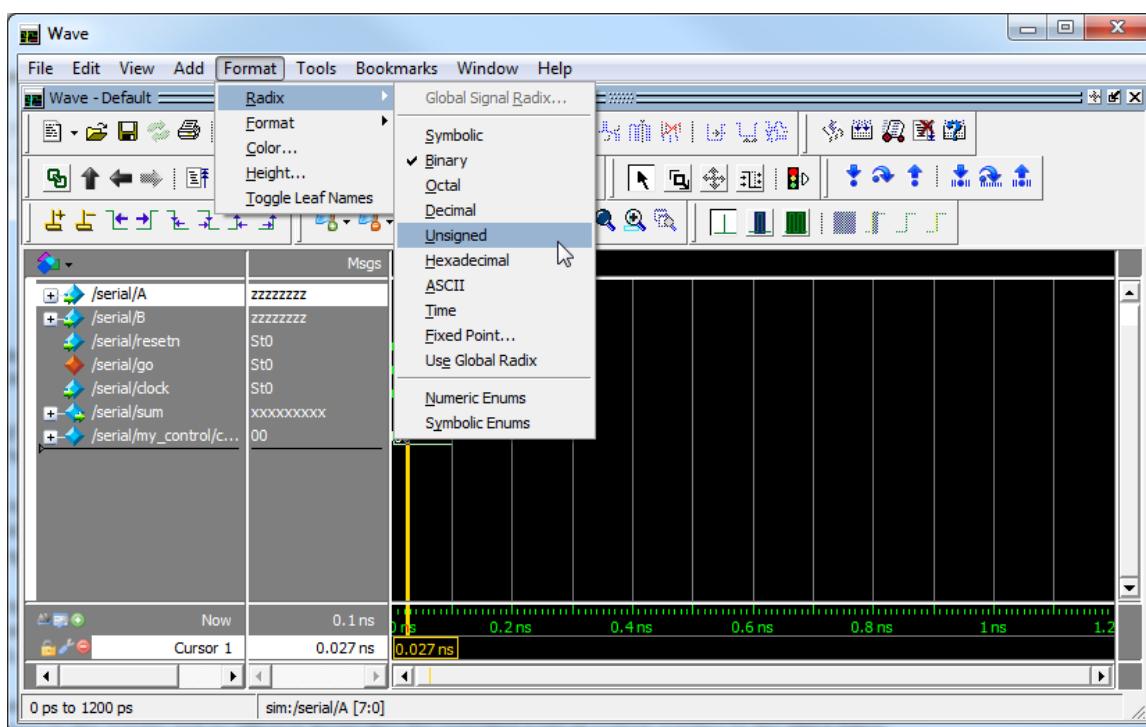 Wave
File Edit View Add Format Tools Bookmarks Window Help
Wave - Default
Radix
Format
Color...
Height...
Toggle Leaf Names
Global Signal Radix...
Symbolic
Binary
Octal
Decimal
Unsigned
Hexadecimal
ASCII
Time
Fixed Point...
Use Global Radix
Numeric Enums
Symbolic Enums
Msgs
/serial/A zzzzzzzz
/serial/B zzzzzzzz
/serial/resetn St0
/serial/go St0
/serial/clock St0
/serial/sum xxxxxxxxx
/serial/my_control/c... 00
Now 0.1 ns 0.2 ns 0.4 ns 0.6 ns 0.8 ns 1 ns 1.2
Cursor 1 0.027 ns 0.027 ns
0 ps to 1200 ps sim:/serial/A [7:0]